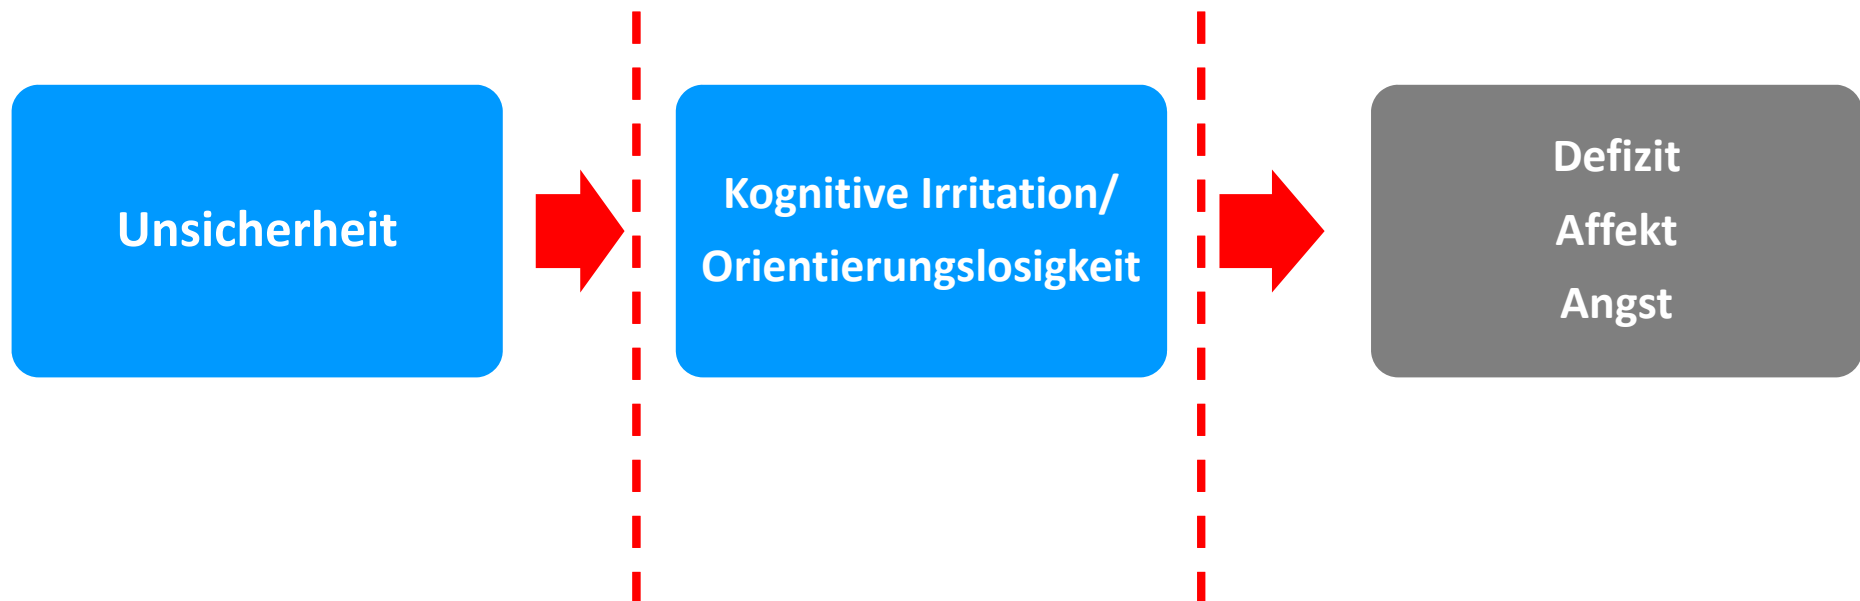 Unsicherheit
Kognitive Irritation/
Orientierungslosigkeit
Defizit
Affekt
Angst